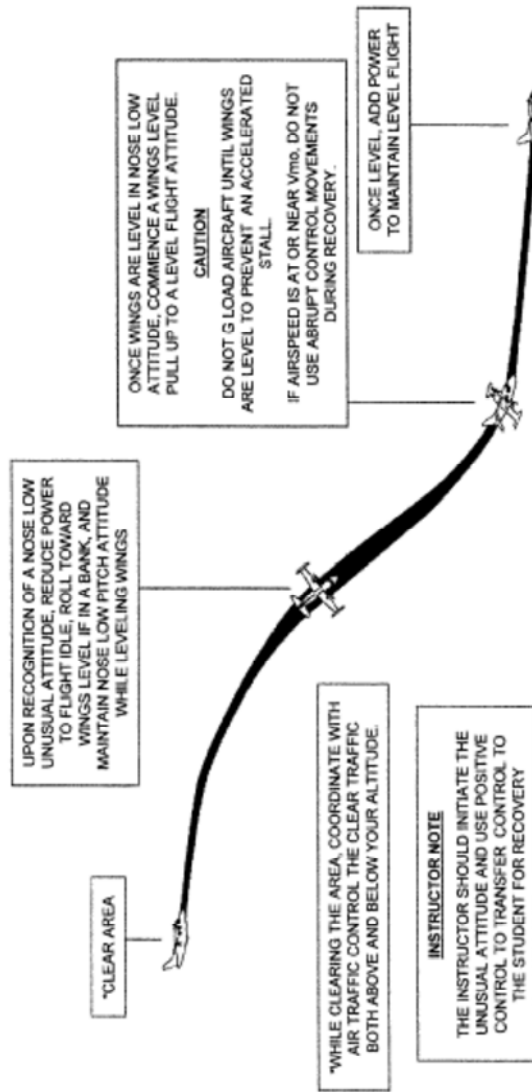 *CLEAR AREA
UPON RECOGNITION OF A NOSE LOW
UNUSUAL ATTITUDE, REDUCE POWER
TO FLIGHT IDLE, ROLL TOWARD
WINGS LEVEL IF IN A BANK, AND
MAINTAIN NOSE LOW PITCH ATTITUDE
WHILE LEVELING WINGS
ONCE WINGS ARE LEVEL IN NOSE LOW
ATTITUDE, COMMENCE A WINGS LEVEL
PULL UP TO A LEVEL FLIGHT ATTITUDE.
CAUTION
DO NOT G LOAD AIRCRAFT UNTIL WINGS
ARE LEVEL TO PREVENT AN ACCELERATED
STALL.
IF AIRSPEED IS AT OR NEAR Vmo, DO NOT
USE ABRUPT CONTROL MOVEMENTS
DURING RECOVERY.
ONCE LEVEL, ADD POWER
TO MAINTAIN LEVEL FLIGHT
*WHILE CLEARING THE AREA, COORDINATE WITH
AIR TRAFFIC CONTROL THE CLEAR TRAFFIC
BOTH ABOVE AND BELOW YOUR ALTITUDE.
INSTRUCTOR NOTE
THE INSTRUCTOR SHOULD INITIATE THE
UNUSUAL ATTITUDE AND USE POSITIVE
CONTROL TO TRANSFER CONTROL TO
THE STUDENT FOR RECOVERY